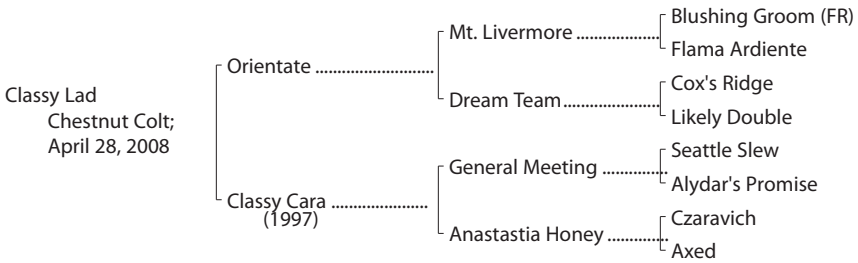 Classy Lad
Chestnut Colt;
April 28, 2008
Orientate ...........................
Classy Cara ......................
(1997)
Mt. Livermore ...................
Dream Team......................
General Meeting ...............
Anastastia Honey ..............
Blushing Groom (FR)
Flama Ardiente
Cox's Ridge
Likely Double
Seattle Slew
Alydar's Promise
Czaravich
Axed